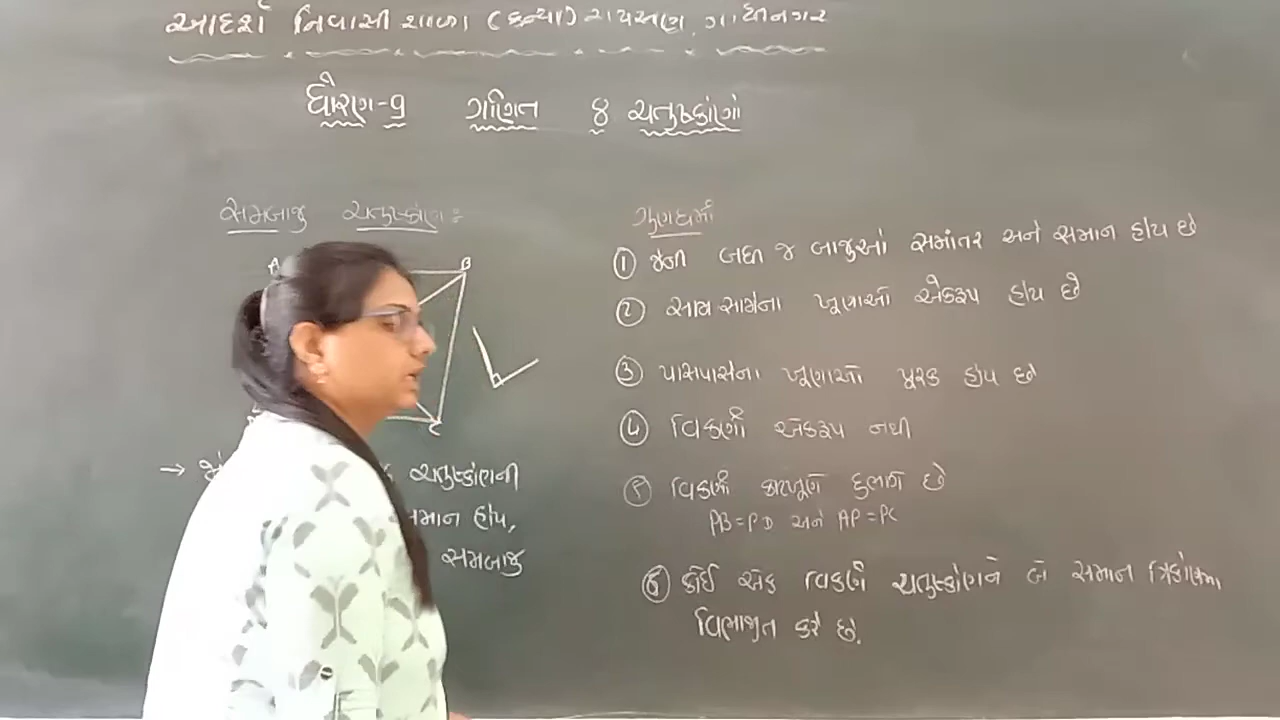 આદર્શ નિવાસી શાળા (કન્યા) રાયસણ, ગાંધીનગર
ધોરણ-૯ ગણિત ૪ ચતુષ્કોણો
સમબાજુ ચતુષ્કોણ :
A B
C
→ ચતુષ્કોણની
સમાન હોય,
સમબાજુ
ગુણધર્મો
① જેની બધી જ બાજુઓ સમાંતર અને સમાન હોય છે
② સામ સામેના ખૂણાઓ એકરૂપ હોય છે
③ પાસપાસેના ખૂણાઓ પૂરક હોય છે
④ વિકર્ણો એકરૂપ નથી
⑤ વિકર્ણો કાટખૂણે દુભાગે છે
PB=PD અને AP=PC
⑥ કોઈ એક વિકર્ણ ચતુષ્કોણને બે સમાન ત્રિકોણમાં
વિભાજીત કરે છે.